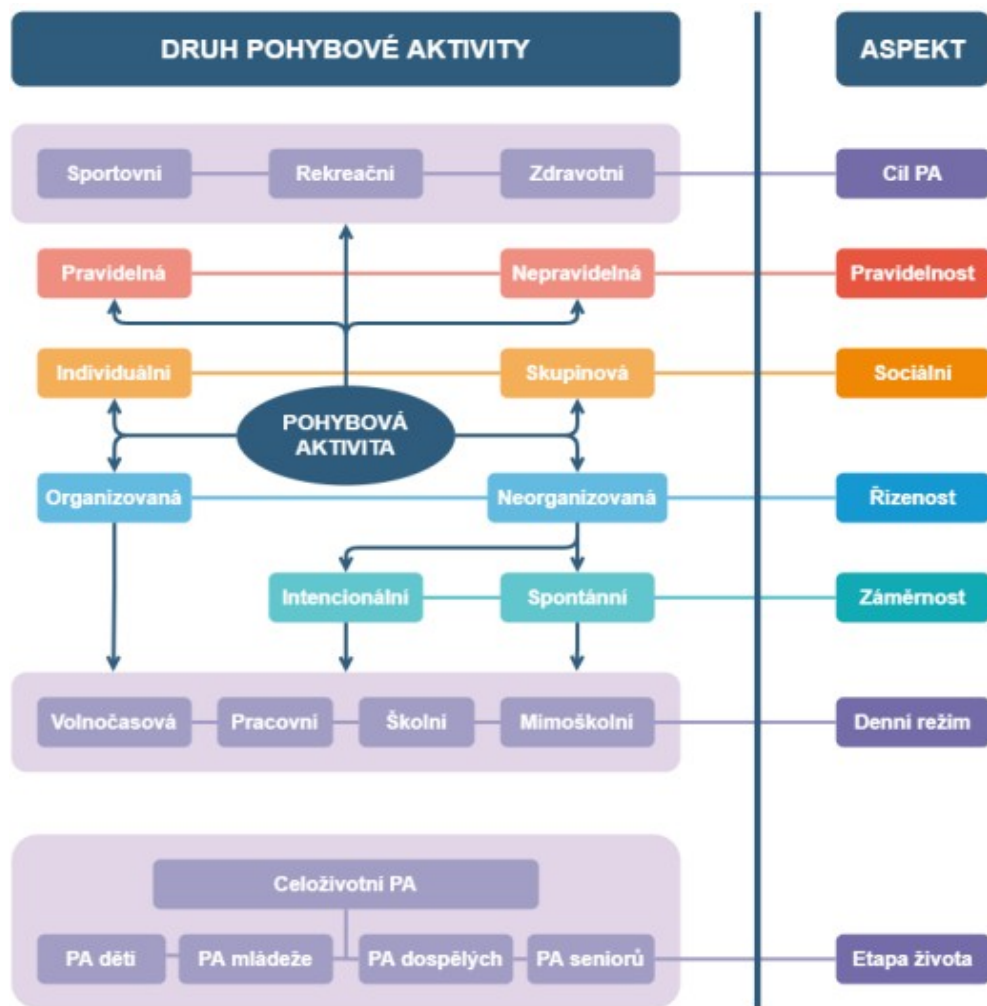 DRUH POHYBOVÉ AKTIVITY
ASPEKT
Sportovní
Rekreační
Zdravotní
Cíl PA
Pravidelná
Nepravidelná
Pravidelnost
Individuální
Skupinová
Sociální
POHYBOVÁ
AKTIVITA
Organizovaná
Neorganizovaná
Řízenost
Intencionální
Spontánní
Záměrnost
Volnočasová
Pracovní
Školní
Mimoškolní
Denní režim
Celoživotní PA
PA dětí
PA mládeže
PA dospělých
PA seniorů
Etapa života